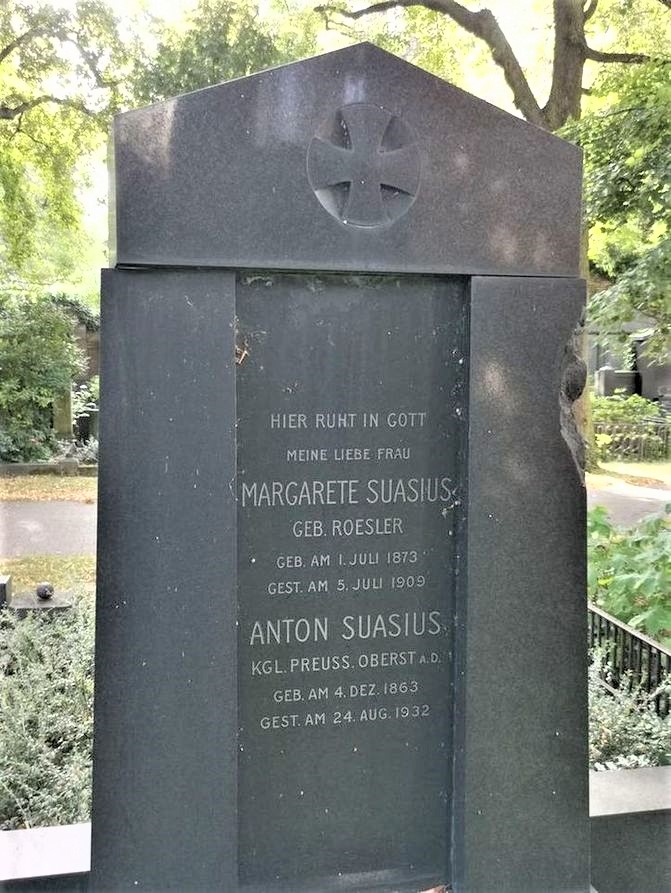 HIER RUHT IN GOTT
MEINE LIEBE FRAU
MARGARETE SUASIUS
GEB. ROESLER
GEB. AM 1. JULI 1873
GEST. AM 5. JULI 1909
ANTON SUASIUS
KGL. PREUSS. OBERST A.D.
GEB. AM 4. DEZ. 1863
GEST. AM 24. AUG. 1932